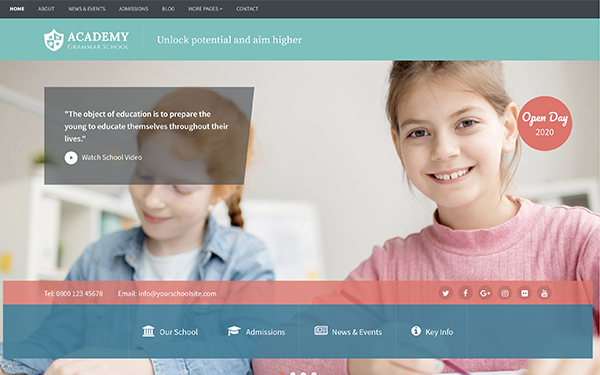 HOME ABOUT NEWS & EVENTS ADMISSIONS BLOG MORE PAGES CONTACT
ACADEMY
GRAMMAR SCHOOL
Unlock potential and aim higher
"The object of education is to prepare the
young to educate themselves throughout their
lives."
Watch School Video
Open Day
2020
Tel: 0800 123 45678 Email: info@yourschoolsite.com
Our School Admissions News & Events Key Info